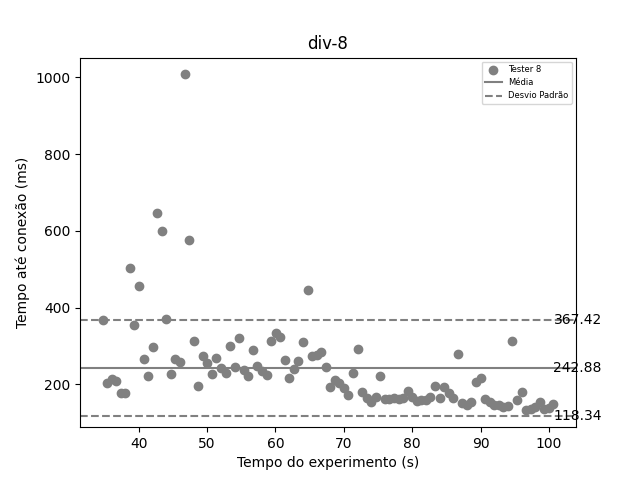 div-8
Tempo até conexão (ms)
1000
800
600
400
200
Tester 8
Média
Desvio Padrão
367.42
242.88
118.34
40 50 60 70 80 90 100
Tempo do experimento (s)